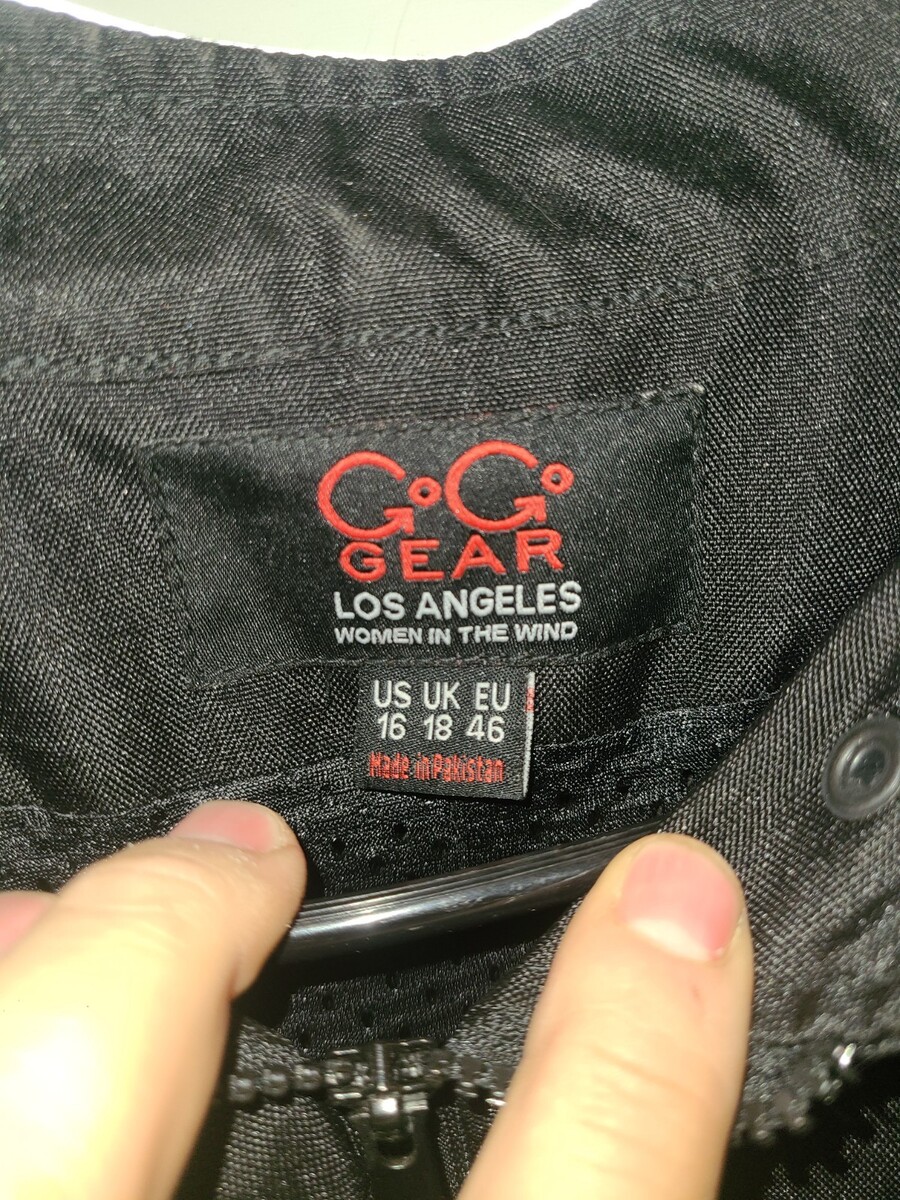 GoGo
GEAR
LOS ANGELES
WOMEN IN THE WIND
US UK EU
16 18 46
Made in Pakistan